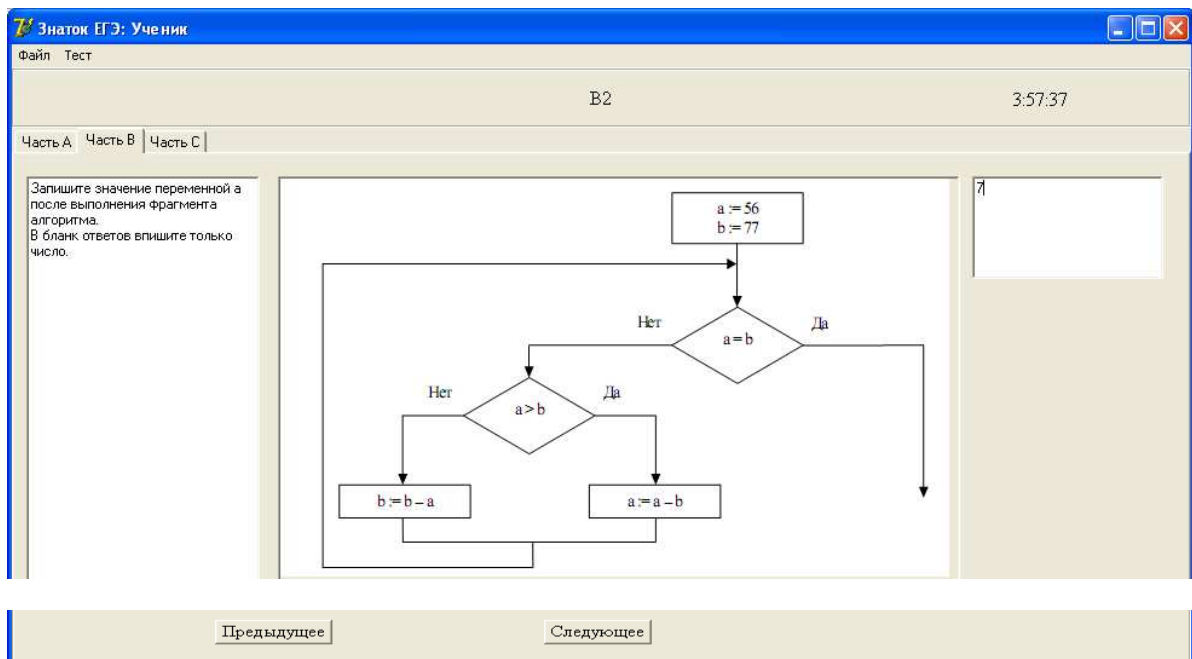 Знаток ЕГЭ: Ученик
Файл Тест
B2 3:57:37
Часть А Часть В Часть С
Запишите значение переменной а
после выполнения фрагмента
алгоритма.
В бланк ответов впишите только
число.
7
a := 56
b := 77
Нет Да
a = b
Нет Да
a > b
b := b – a a := a – b
Предыдущее Следующее